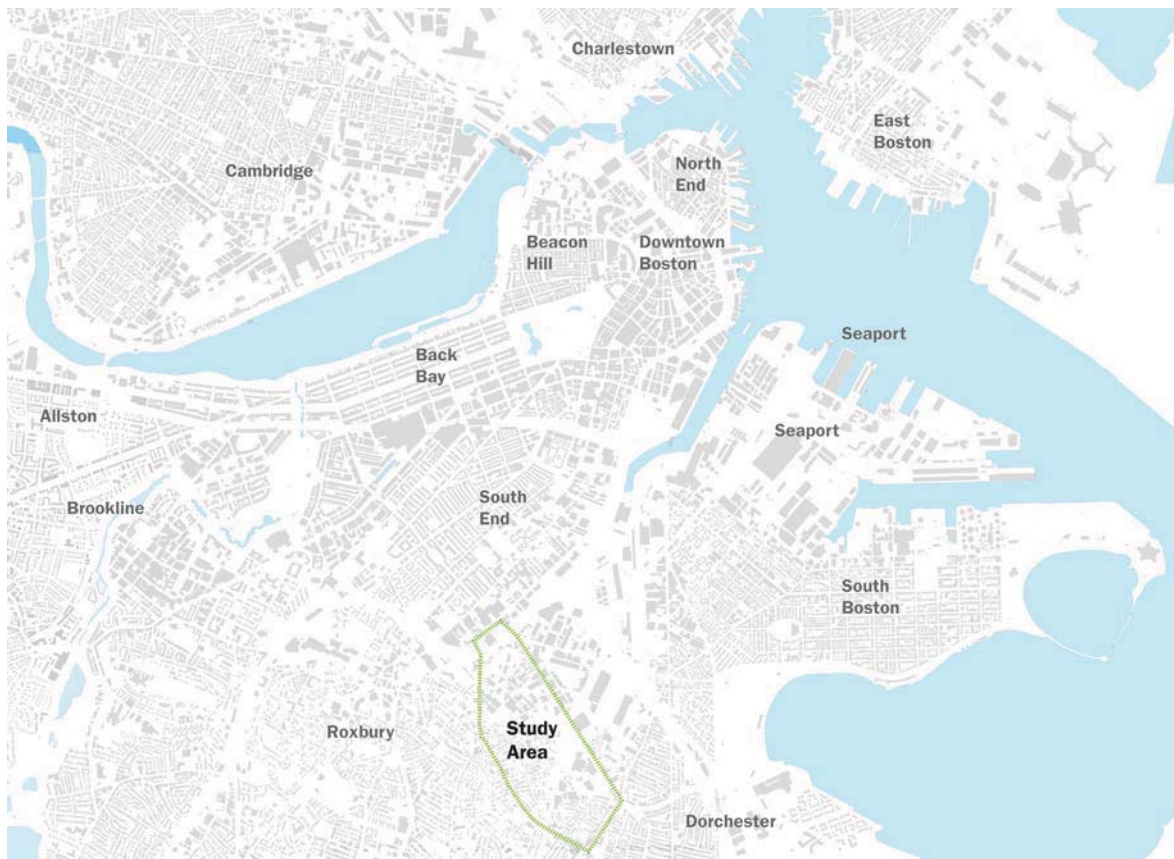 Charlestown
East
Boston
Cambridge
North
End
Beacon
Hill
Downtown
Boston
Seaport
Back
Bay
Allston
Seaport
Brookline
South
End
South
Boston
Roxbury
Study
Area
Dorchester